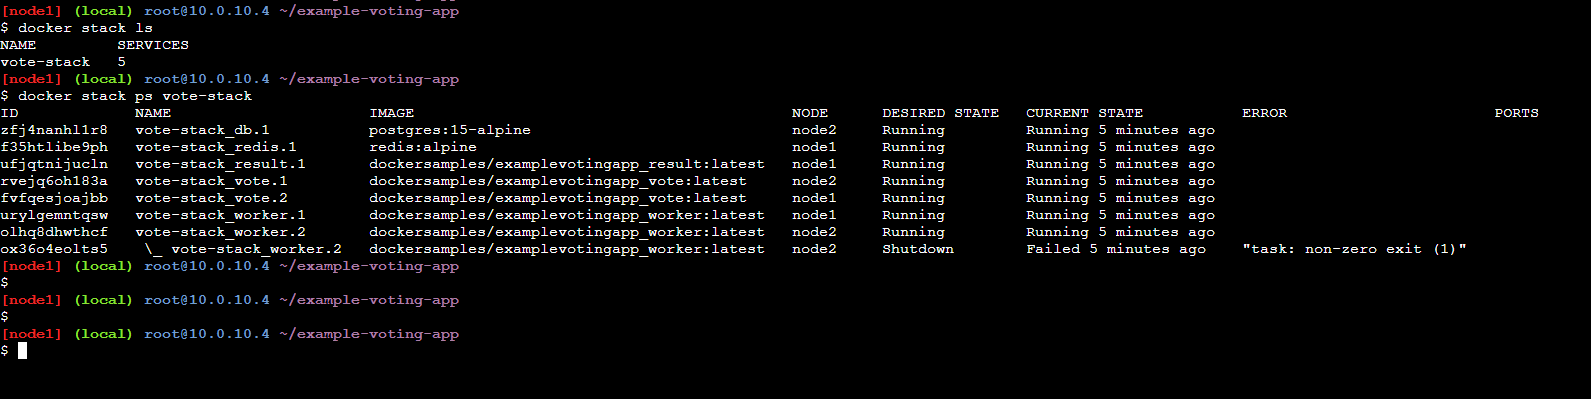 [node1] (local) root@10.0.10.4 ~/example-voting-app
$ docker stack ls
NAME         SERVICES
vote-stack   5
[node1] (local) root@10.0.10.4 ~/example-voting-app
$ docker stack ps vote-stack
ID             NAME                      IMAGE                                          NODE      DESIRED STATE   CURRENT STATE           ERROR                       PORTS
zfj4nanhl1r8   vote-stack_db.1           postgres:15-alpine                             node2     Running         Running 5 minutes ago
f35htlibe9ph   vote-stack_redis.1        redis:alpine                                   node1     Running         Running 5 minutes ago
ufjqtnijucln   vote-stack_result.1       dockersamples/examplevotingapp_result:latest   node1     Running         Running 5 minutes ago
rvejq6oh183a   vote-stack_vote.1         dockersamples/examplevotingapp_vote:latest     node2     Running         Running 5 minutes ago
fvfqesjoajbb   vote-stack_vote.2         dockersamples/examplevotingapp_vote:latest     node1     Running         Running 5 minutes ago
urylgemntqsw   vote-stack_worker.1       dockersamples/examplevotingapp_worker:latest   node1     Running         Running 5 minutes ago
olhq8dhwthcf   vote-stack_worker.2       dockersamples/examplevotingapp_worker:latest   node2     Running         Running 5 minutes ago
ox36o4eolts5    \_ vote-stack_worker.2   dockersamples/examplevotingapp_worker:latest   node2     Shutdown        Failed 5 minutes ago    "task: non-zero exit (1)"
[node1] (local) root@10.0.10.4 ~/example-voting-app
$
[node1] (local) root@10.0.10.4 ~/example-voting-app
$
[node1] (local) root@10.0.10.4 ~/example-voting-app
$